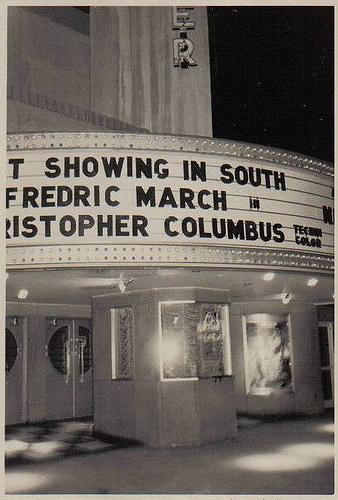 E
R
T SHOWING IN SOUTH
FREDRIC MARCH IN
RISTOPHER COLUMBUS TECHNI
COLOR
M